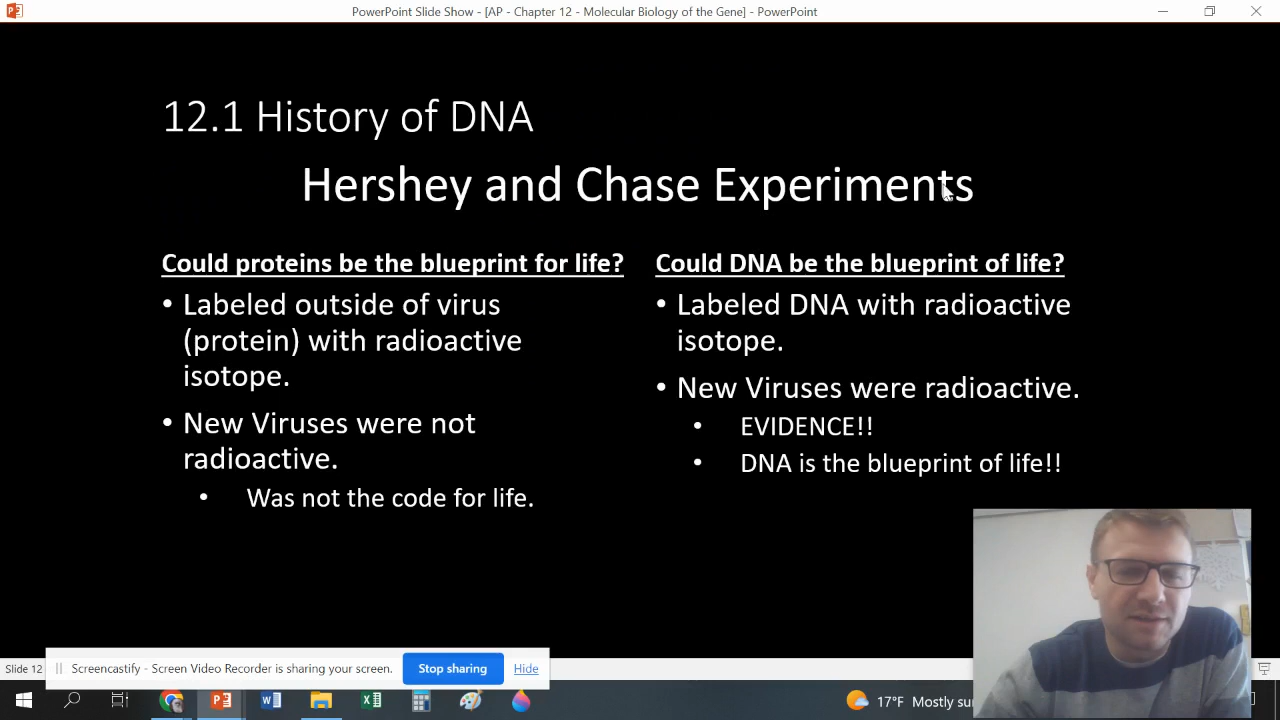 PowerPoint Slide Show - [AP - Chapter 12 - Molecular Biology of the Gene] - PowerPoint
12.1 History of DNA
Hershey and Chase Experiments
Could proteins be the blueprint for life?
• Labeled outside of virus
(protein) with radioactive
isotope.
• New Viruses were not
radioactive.
• Was not the code for life.
Could DNA be the blueprint of life?
• Labeled DNA with radioactive
isotope.
• New Viruses were radioactive.
• EVIDENCE!!
• DNA is the blueprint of life!!
Slide 12
Screencastify - Screen Video Recorder is sharing your screen.
Stop sharing
Hide
17°F Mostly